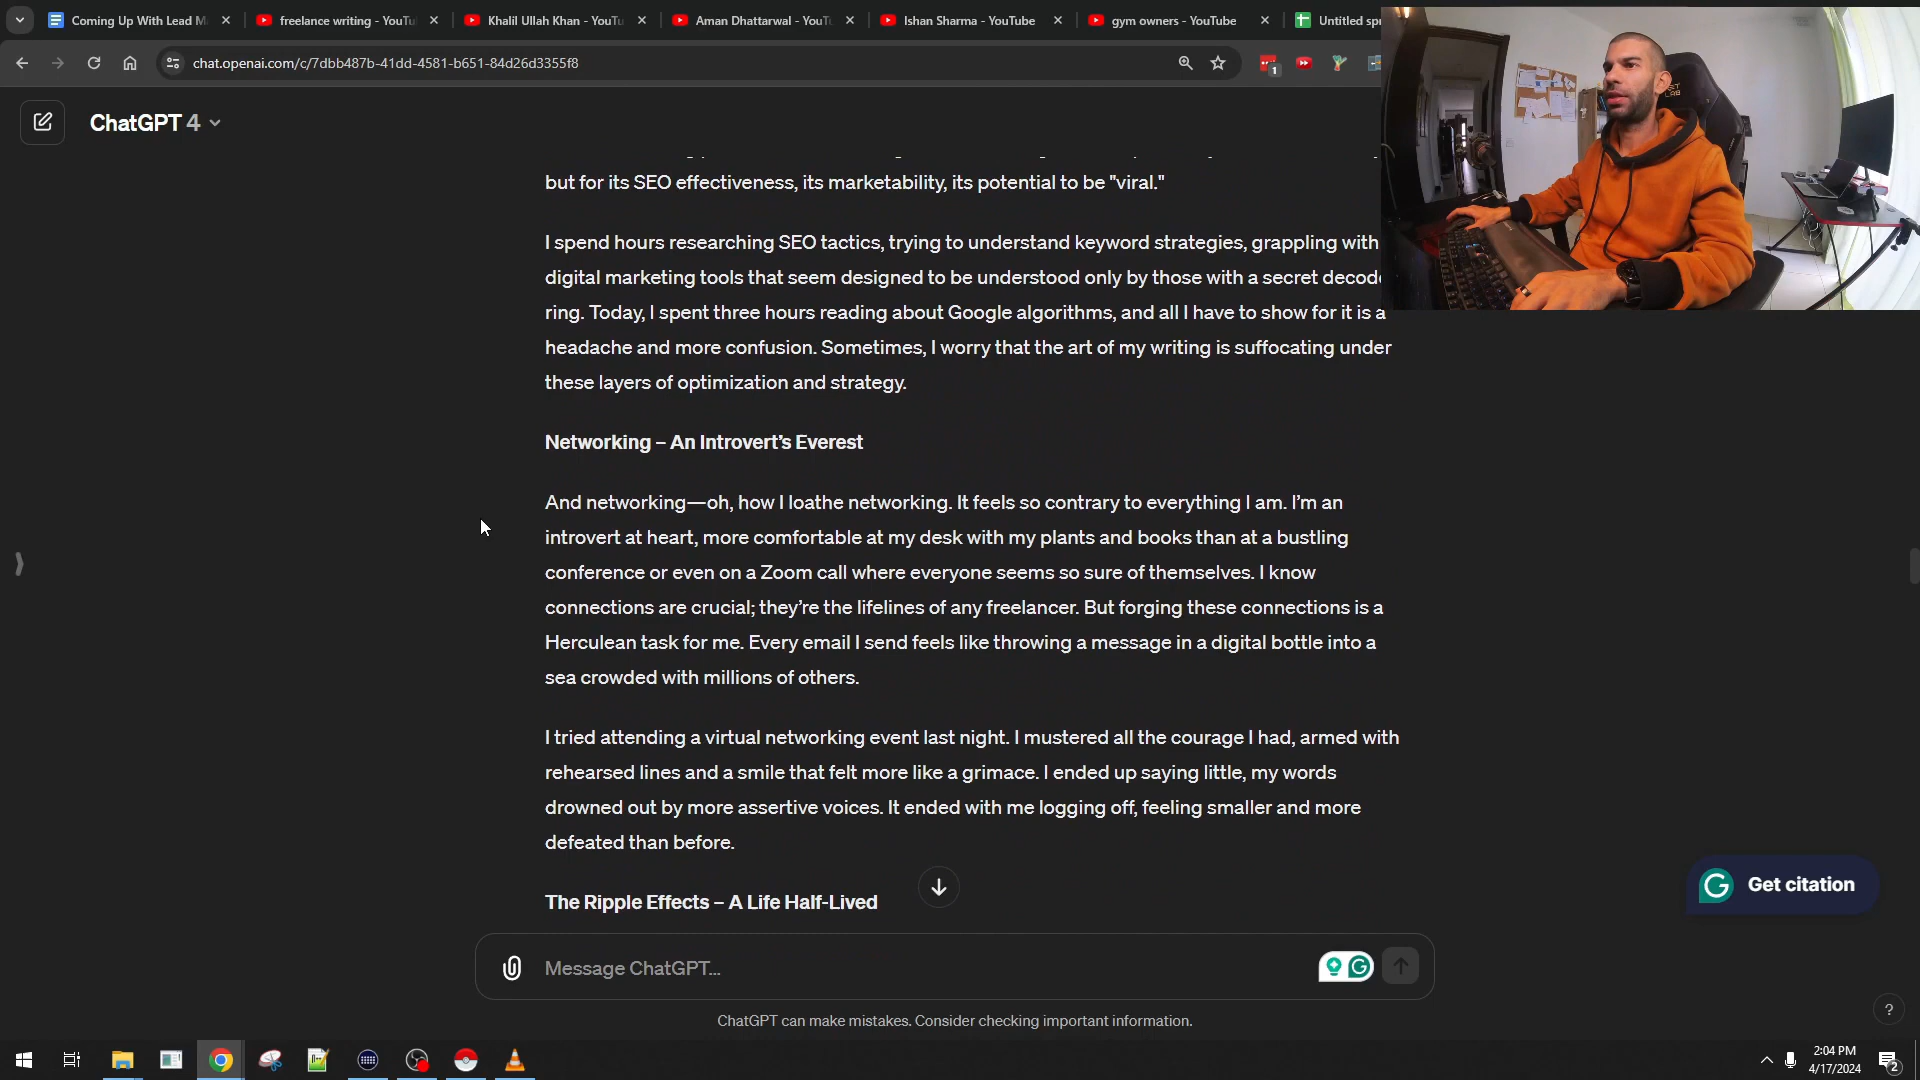 Coming Up With Lead M
freelance writing - YouTu
Khalil Ullah Khan - YouTu
Aman Dhattarwal - YouT
Ishan Sharma - YouTube
gym owners - YouTube
Untitled spr
chat.openai.com/c/7dbb487b-41dd-4581-b651-84d26d3355f8
1
ChatGPT 4
but for its SEO effectiveness, its marketability, its potential to be "viral."
I spend hours researching SEO tactics, trying to understand keyword strategies, grappling with
digital marketing tools that seem designed to be understood only by those with a secret decod
ring. Today, I spent three hours reading about Google algorithms, and all I have to show for it is a
headache and more confusion. Sometimes, I worry that the art of my writing is suffocating under
these layers of optimization and strategy.
Networking – An Introvert’s Everest
And networking—oh, how I loathe networking. It feels so contrary to everything I am. I’m an
introvert at heart, more comfortable at my desk with my plants and books than at a bustling
conference or even on a Zoom call where everyone seems so sure of themselves. I know
connections are crucial; they’re the lifelines of any freelancer. But forging these connections is a
Herculean task for me. Every email I send feels like throwing a message in a digital bottle into a
sea crowded with millions of others.
I tried attending a virtual networking event last night. I mustered all the courage I had, armed with
rehearsed lines and a smile that felt more like a grimace. I ended up saying little, my words
drowned out by more assertive voices. It ended with me logging off, feeling smaller and more
defeated than before.
The Ripple Effects – A Life Half-Lived
Get citation
Message ChatGPT...
ChatGPT can make mistakes. Consider checking important information.
?
2:04 PM
4/17/2024
2